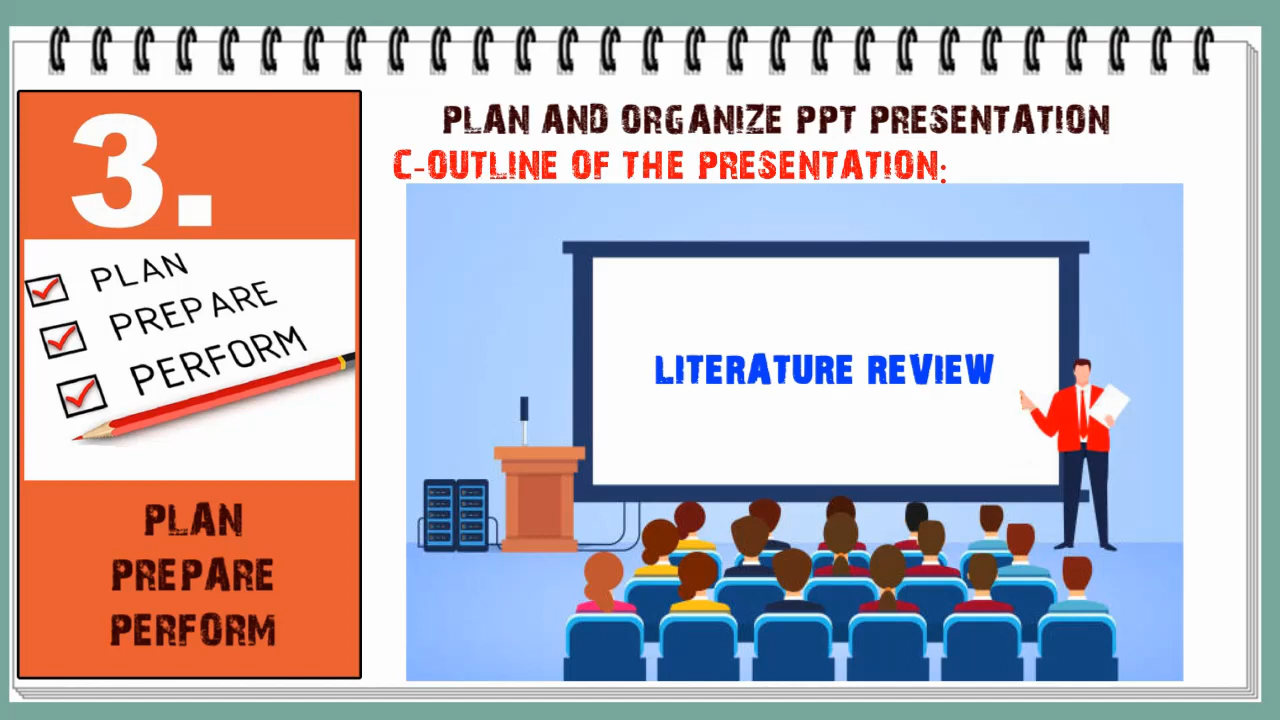 3.
PLAN
PREPARE
PERFORM
PLAN
PREPARE
PERFORM
PLAN AND ORGANIZE PPT PRESENTATION
C-OUTLINE OF THE PRESENTATION:
LITERATURE REVIEW